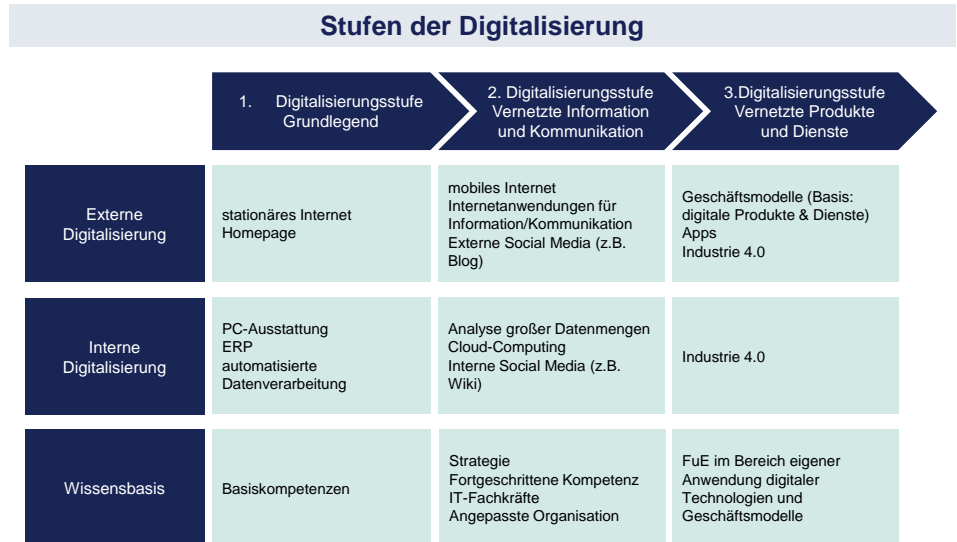 Stufen der Digitalisierung
1. Digitalisierungsstufe
Grundlegend
2. Digitalisierungsstufe
Vernetzte Information
und Kommunikation
3.Digitalisierungsstufe
Vernetzte Produkte
und Dienste
Externe
Digitalisierung
stationäres Internet
Homepage
mobiles Internet
Internetanwendungen für
Information/Kommunikation
Externe Social Media (z.B.
Blog)
Geschäftsmodelle (Basis:
digitale Produkte & Dienste)
Apps
Industrie 4.0
Interne
Digitalisierung
PC-Ausstattung
ERP
automatisierte
Datenverarbeitung
Analyse großer Datenmengen
Cloud-Computing
Interne Social Media (z.B.
Wiki)
Industrie 4.0
Wissensbasis
Basiskompetenzen
Strategie
Fortgeschrittene Kompetenz
IT-Fachkräfte
Angepasste Organisation
FuE im Bereich eigener
Anwendung digitaler
Technologien und
Geschäftsmodelle